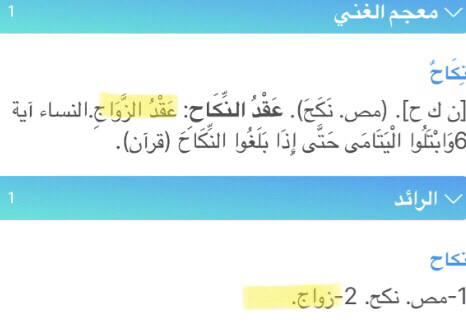 معجم الغني 1
نِكَاحٌ
[ن ك ح]. (مص. نَكَحَ). عَقْدُ النِّكَاحِ: عَقْدُ الزَّوَاجِ.النساء آية
6وَابْتَلُوا الْيَتَامَى حَتَّى إِذَا بَلَغُوا النِّكَاحَ (قرآن).
الرائد 1
نكاح
1-مص. نكح. 2-زواج.